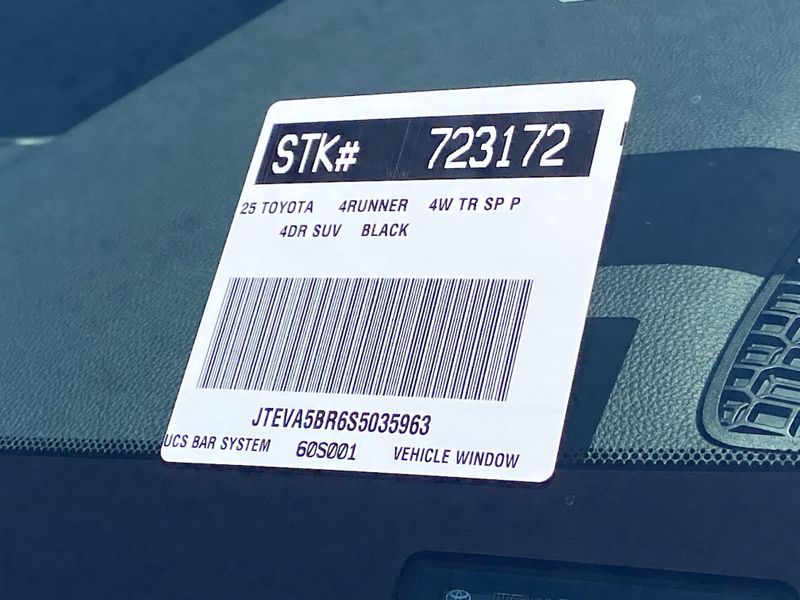 STK# 723172
25 TOYOTA 4RUNNER 4W TR SP P
4DR SUV BLACK
JTEVA5BR6S5035963
UCS BAR SYSTEM 60S001 VEHICLE WINDOW